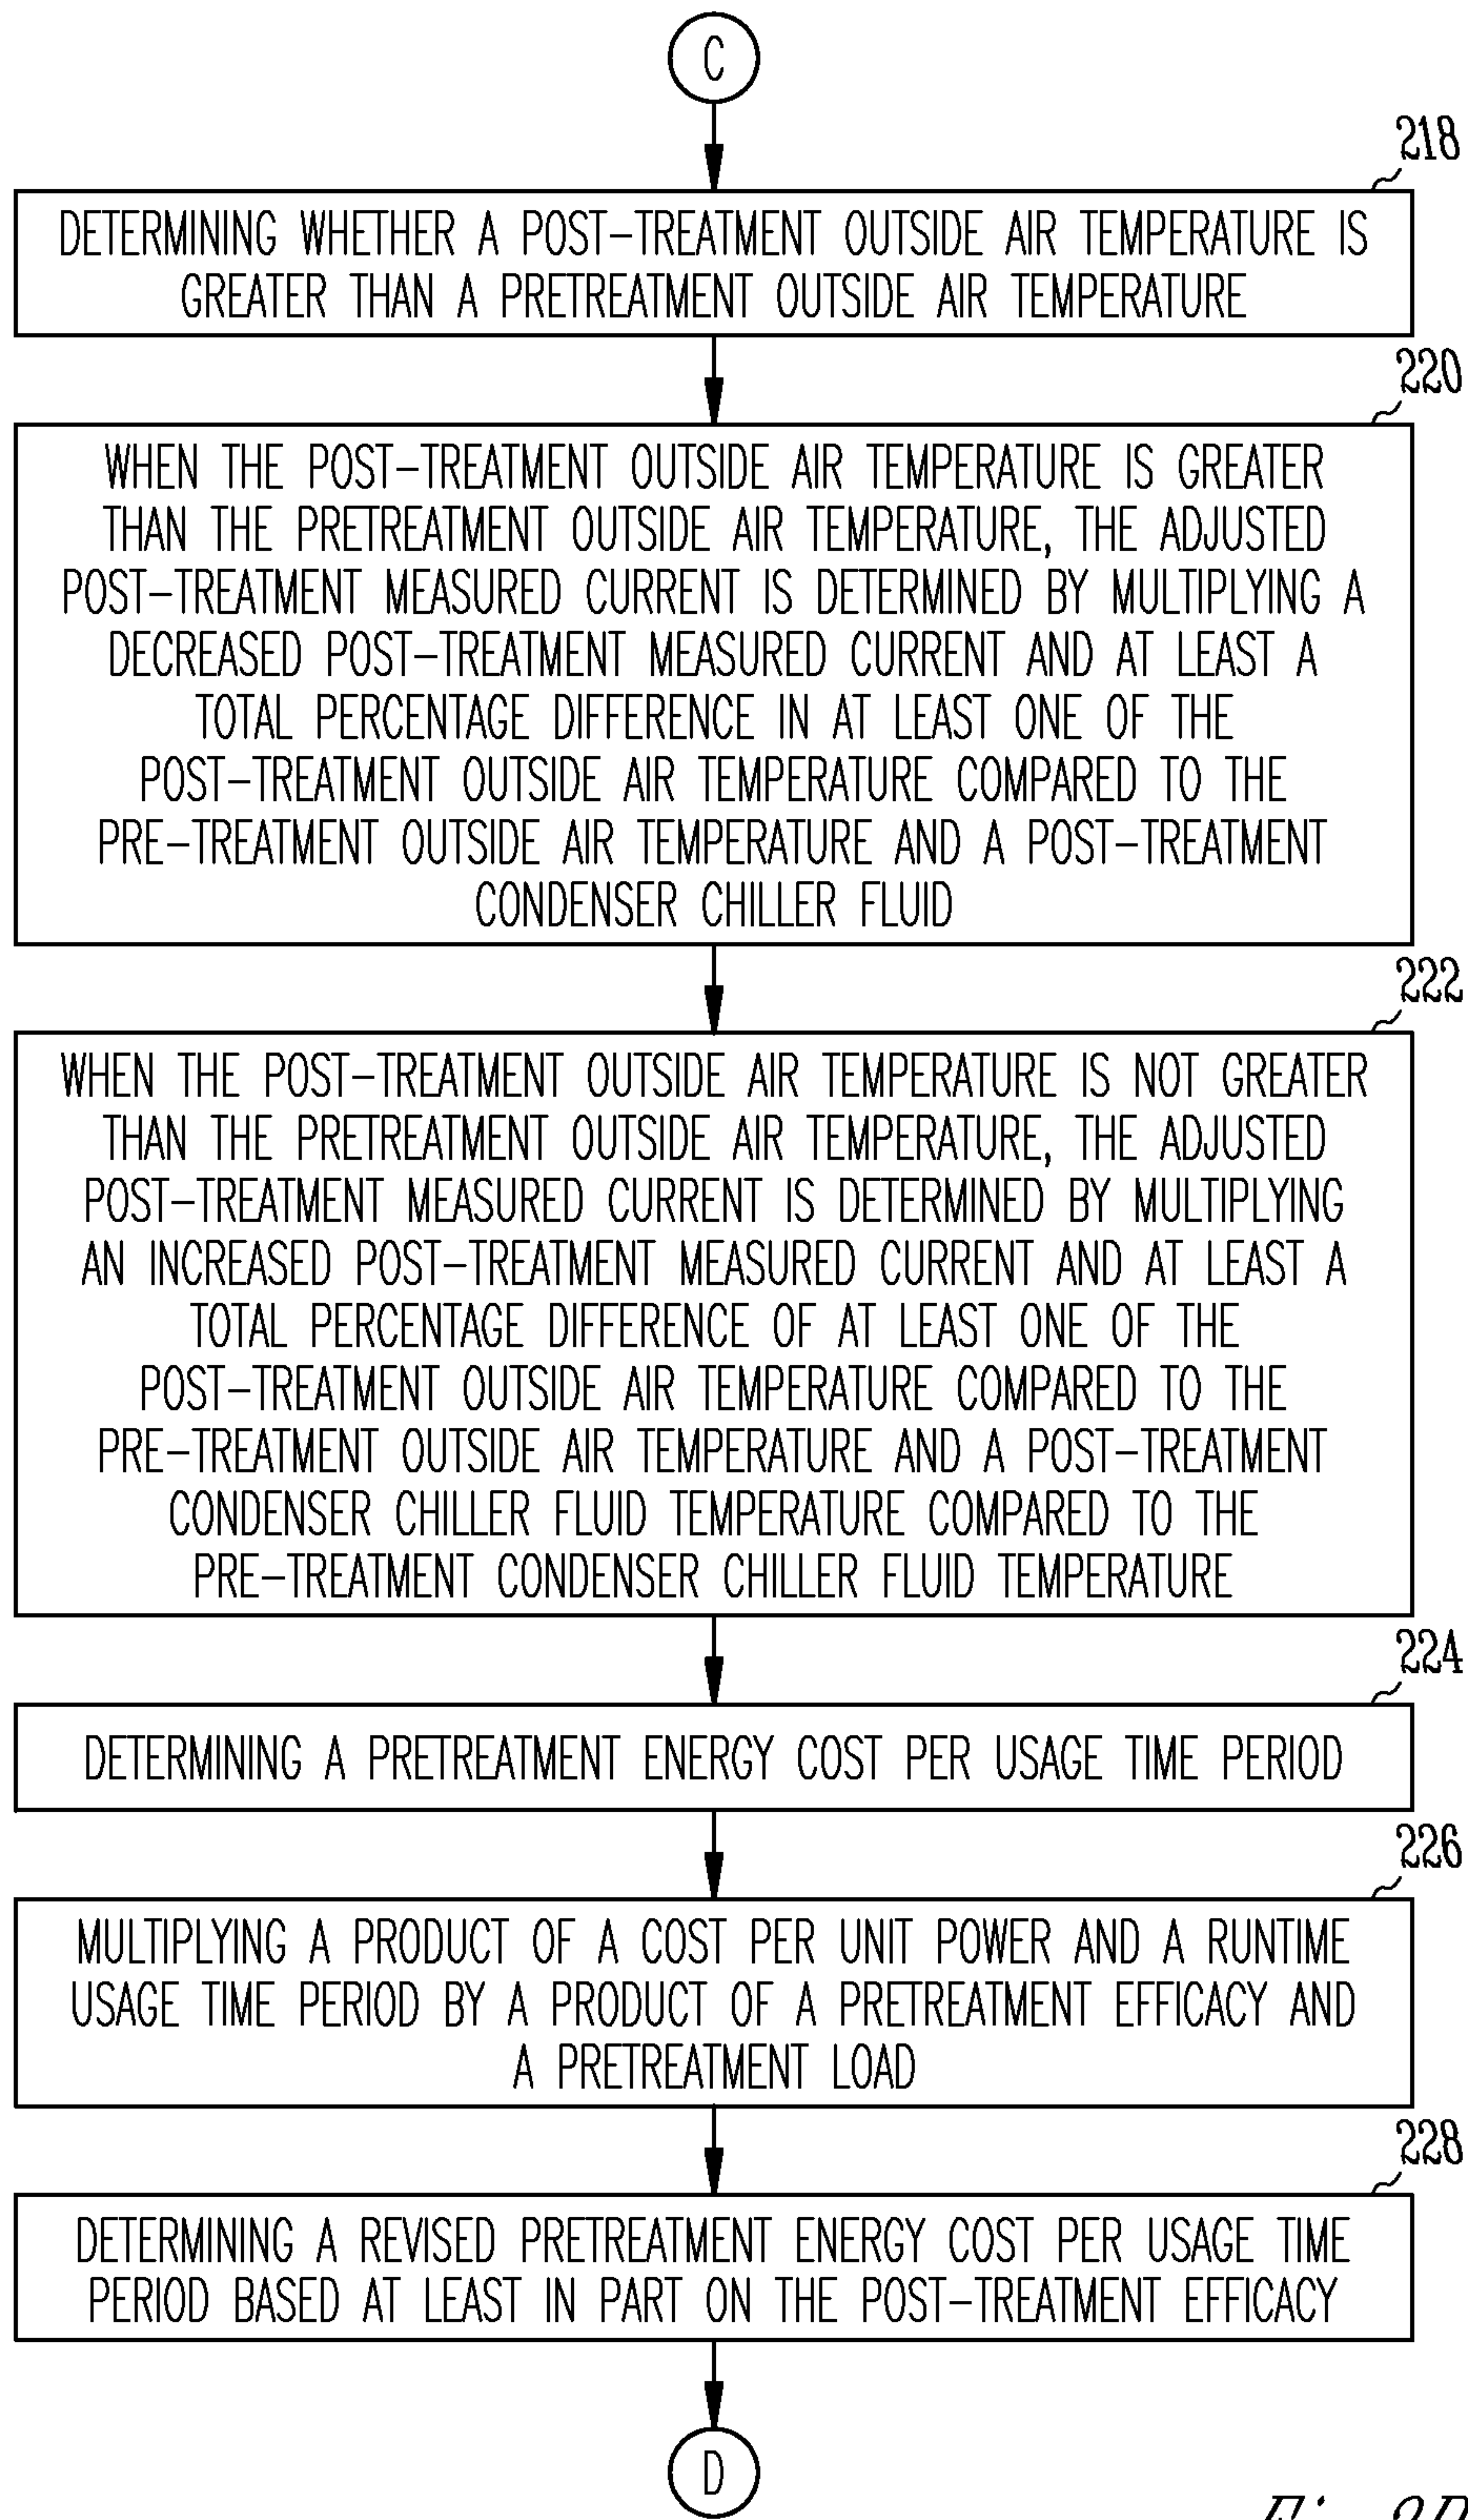 C
218
DETERMINING WHETHER A POST-TREATMENT OUTSIDE AIR TEMPERATURE IS
GREATER THAN A PRETREATMENT OUTSIDE AIR TEMPERATURE
220
WHEN THE POST-TREATMENT OUTSIDE AIR TEMPERATURE IS GREATER
THAN THE PRETREATMENT OUTSIDE AIR TEMPERATURE, THE ADJUSTED
POST-TREATMENT MEASURED CURRENT IS DETERMINED BY MULTIPLYING A
DECREASED POST-TREATMENT MEASURED CURRENT AND AT LEAST A
TOTAL PERCENTAGE DIFFERENCE IN AT LEAST ONE OF THE
POST-TREATMENT OUTSIDE AIR TEMPERATURE COMPARED TO THE
PRE-TREATMENT OUTSIDE AIR TEMPERATURE AND A POST-TREATMENT
CONDENSER CHILLER FLUID
222
WHEN THE POST-TREATMENT OUTSIDE AIR TEMPERATURE IS NOT GREATER
THAN THE PRETREATMENT OUTSIDE AIR TEMPERATURE, THE ADJUSTED
POST-TREATMENT MEASURED CURRENT IS DETERMINED BY MULTIPLYING
AN INCREASED POST-TREATMENT MEASURED CURRENT AND AT LEAST A
TOTAL PERCENTAGE DIFFERENCE OF AT LEAST ONE OF THE
POST-TREATMENT OUTSIDE AIR TEMPERATURE COMPARED TO THE
PRE-TREATMENT OUTSIDE AIR TEMPERATURE AND A POST-TREATMENT
CONDENSER CHILLER FLUID TEMPERATURE COMPARED TO THE
PRE-TREATMENT CONDENSER CHILLER FLUID TEMPERATURE
224
DETERMINING A PRETREATMENT ENERGY COST PER USAGE TIME PERIOD
226
MULTIPLYING A PRODUCT OF A COST PER UNIT POWER AND A RUNTIME
USAGE TIME PERIOD BY A PRODUCT OF A PRETREATMENT EFFICACY AND
A PRETREATMENT LOAD
228
DETERMINING A REVISED PRETREATMENT ENERGY COST PER USAGE TIME
PERIOD BASED AT LEAST IN PART ON THE POST-TREATMENT EFFICACY
D